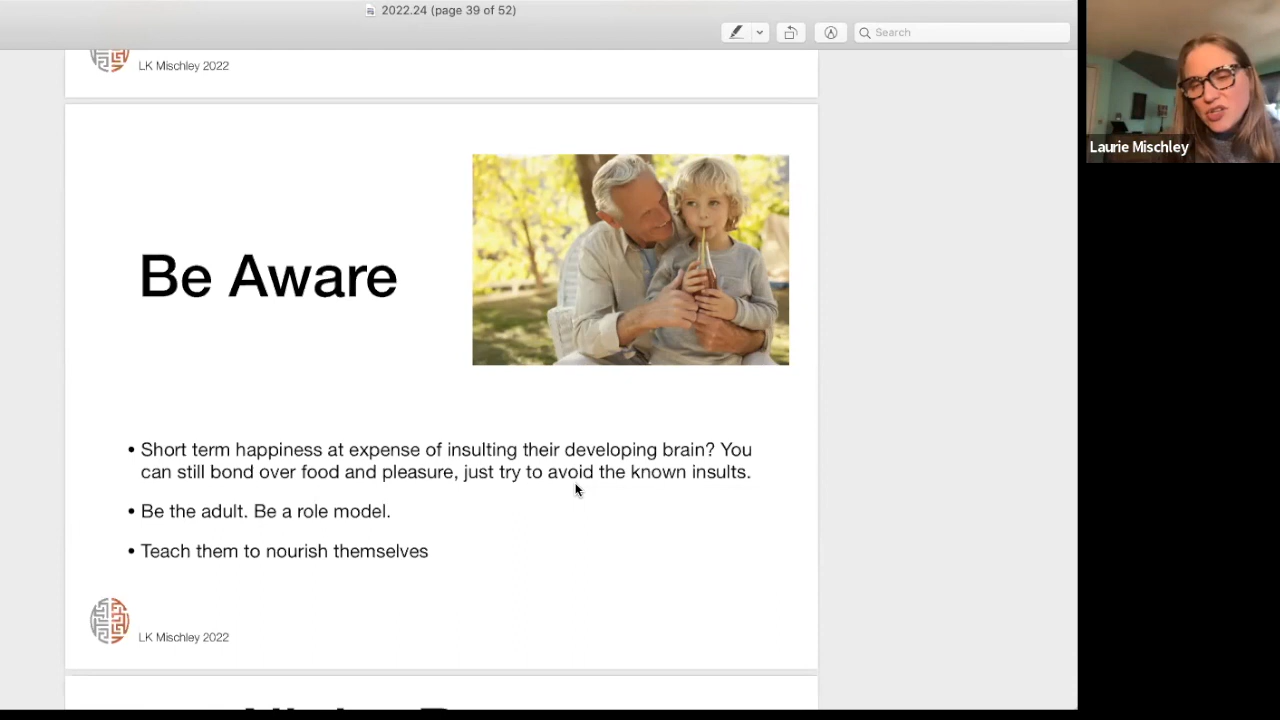 2022.24 (page 39 of 52)
Search
LK Mischley 2022
Laurie Mischley
Be Aware
• Short term happiness at expense of insulting their developing brain? You
can still bond over food and pleasure, just try to avoid the known insults.
• Be the adult. Be a role model.
• Teach them to nourish themselves
LK Mischley 2022